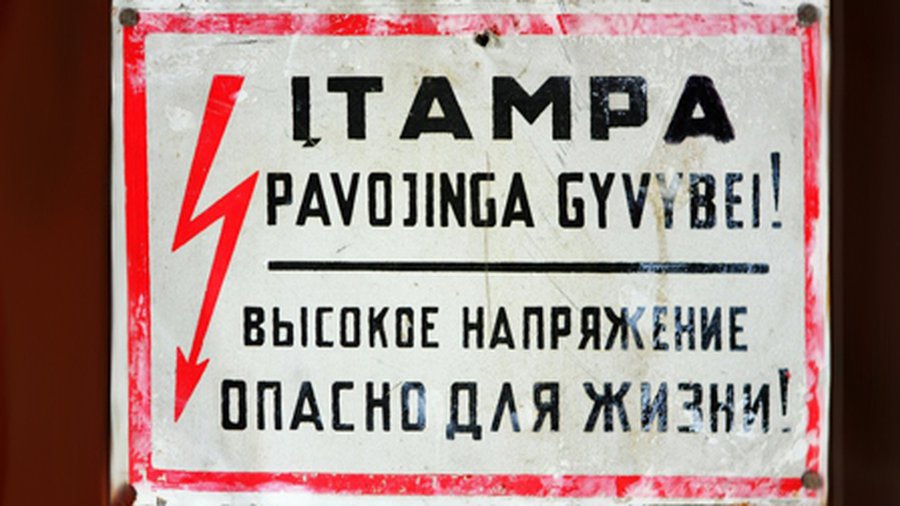 ĮTAMPA
PAVOJINGA GYVYBEI!
ВЫСОКОЕ НАПРЯЖЕНИЕ
ОПАСНО ДЛЯ ЖИЗНИ!